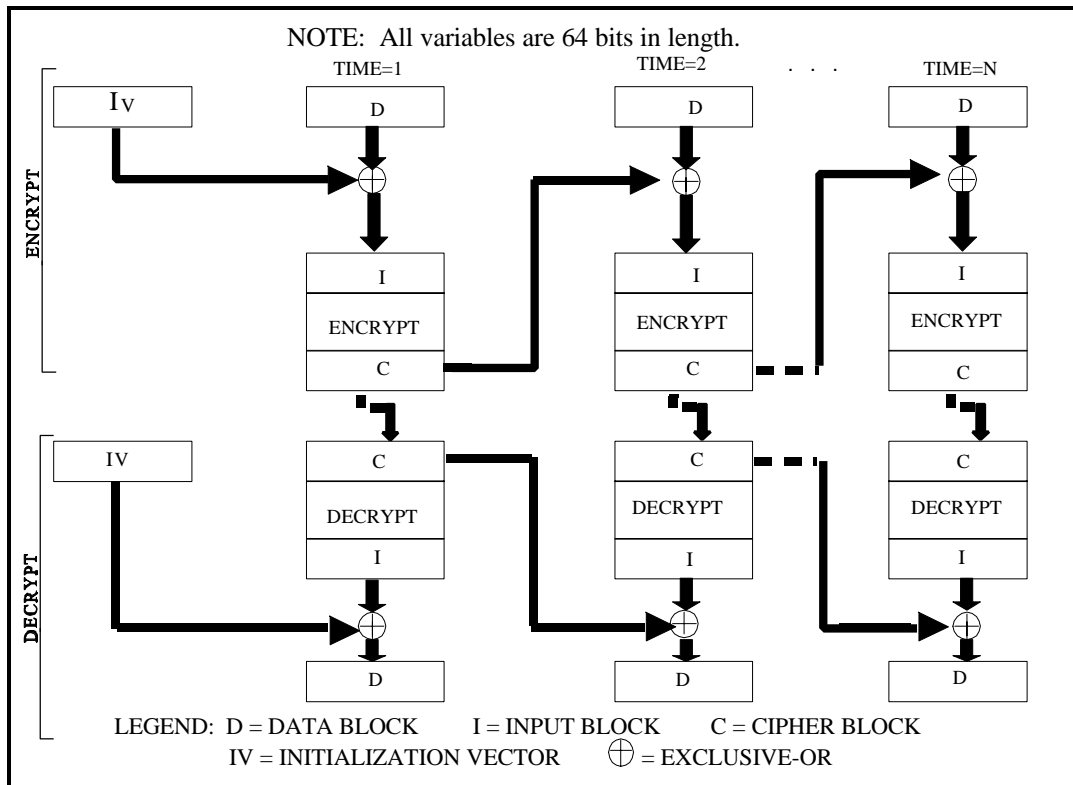 NOTE: All variables are 64 bits in length.
TIME=1
TIME=2
. . .
TIME=N
IV
D
D
D
ENCRYPT
I
I
I
ENCRYPT
ENCRYPT
ENCRYPT
C
C
C
IV
C
C
C
DECRYPT
DECRYPT
DECRYPT
I
I
I
DECRYPT
D
D
D
LEGEND: D = DATA BLOCK I = INPUT BLOCK C = CIPHER BLOCK
IV = INITIALIZATION VECTOR ⊕ = EXCLUSIVE-OR